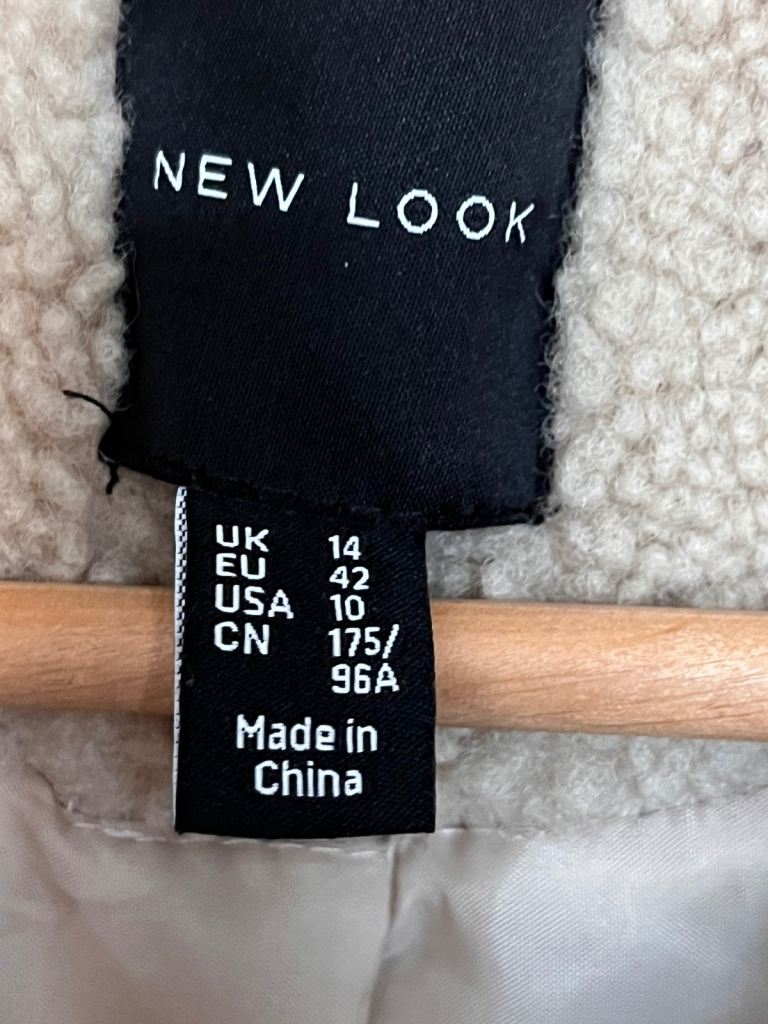 NEW LOOK
UK 14
EU 42
USA 10
CN 175/
96A
Made in
China